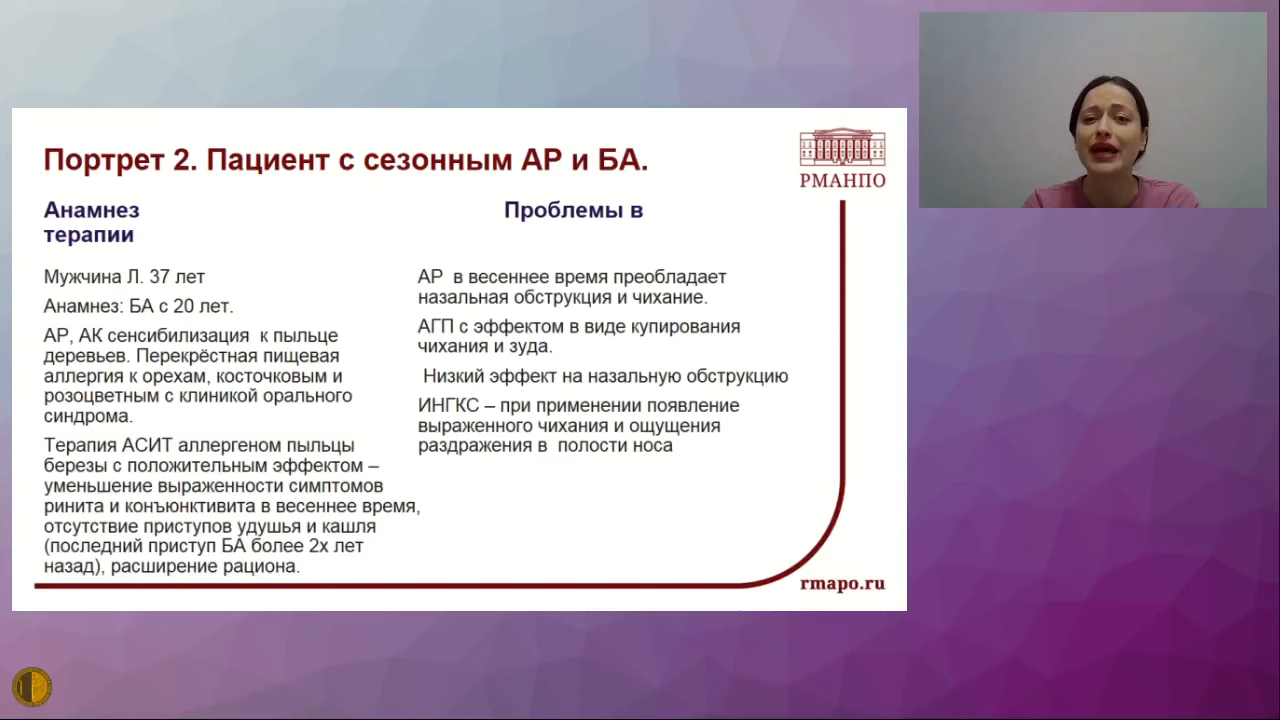 Портрет 2. Пациент с сезонным АР и БА.
РМАНПО
Анамнез Проблемы в
терапии
Мужчина Л. 37 лет
Анамнез: БА с 20 лет.
АР, АК сенсибилизация к пыльце
деревьев. Перекрёстная пищевая
аллергия к орехам, косточковым и
розоцветным с клиникой орального
синдрома.
Терапия АСИТ аллергеном пыльцы
березы с положительным эффектом –
уменьшение выраженности симптомов
ринита и конъюнктивита в весеннее время,
отсутствие приступов удушья и кашля
(последний приступ БА более 2х лет
назад), расширение рациона.
АР в весеннее время преобладает
назальная обструкция и чихание.
АГП с эффектом в виде купирования
чихания и зуда.
Низкий эффект на назальную обструкцию
ИНГКС – при применении появление
выраженного чихания и ощущения
раздражения в полости носа
rmapo.ru